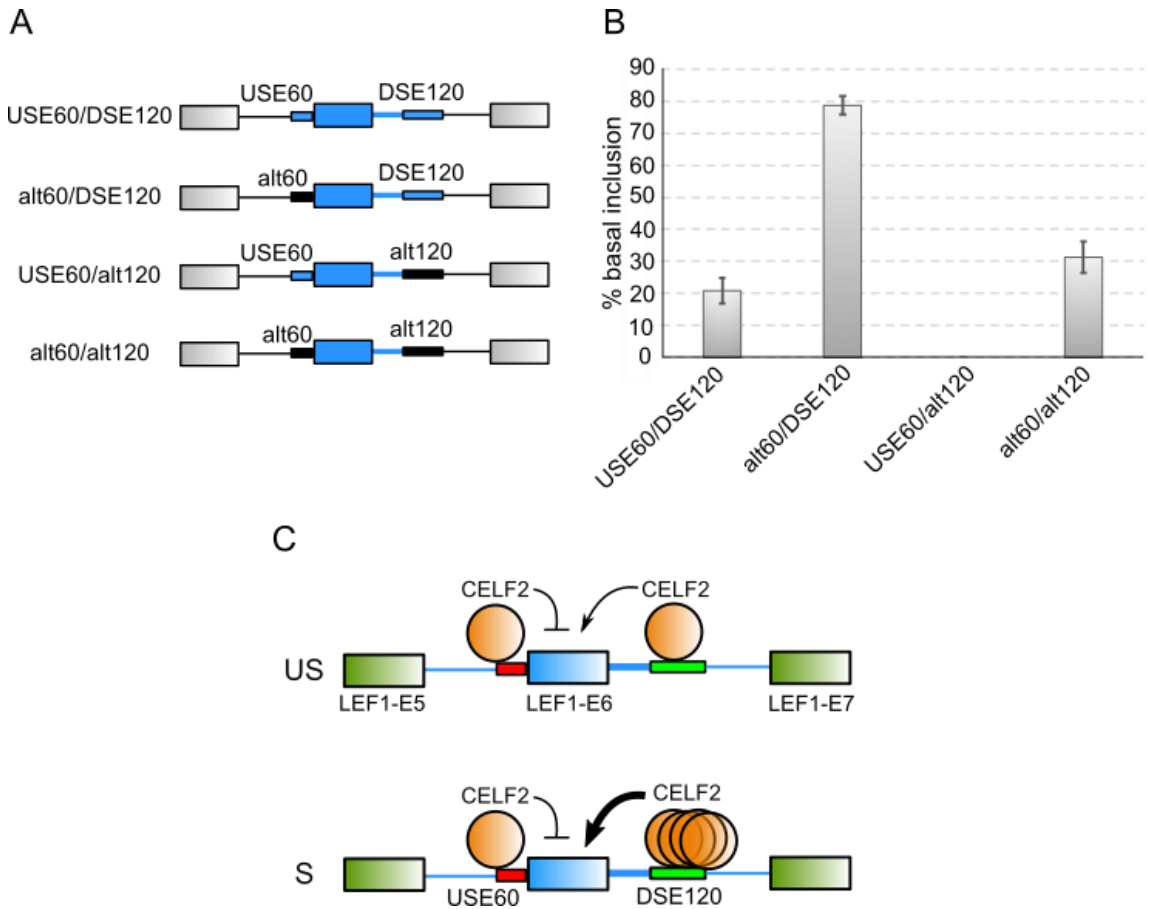 A
USE60 DSE120
USE60/DSE120
alt60 DSE120
alt60/DSE120
USE60 alt120
USE60/alt120
alt60 alt120
alt60/alt120
B
% basal inclusion
90
80
70
60
50
40
30
20
10
0
USE60/DSE120
alt60/DSE120
USE60/alt120
alt60/alt120
C
CELF2 CELF2
US
LEF1-E5 LEF1-E6 LEF1-E7
CELF2 CELF2
S
USE60 DSE120